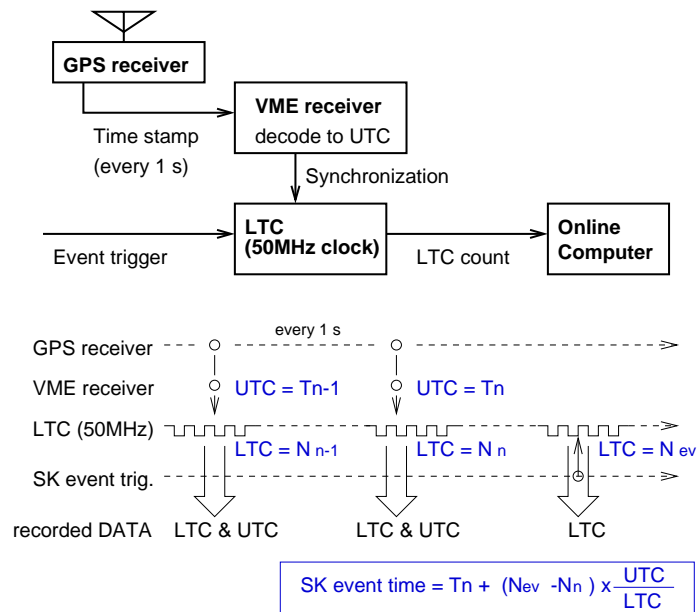 GPS receiver
VME receiver
decode to UTC
Time stamp
(every 1 s)
Synchronization
LTC
(50MHz clock)
Online
Computer
Event trigger
LTC count
every 1 s
GPS receiver
VME receiver
UTC = Tn-1
UTC = Tn
LTC (50MHz)
LTC = N n-1
LTC = N n
LTC = N ev
SK event trig.
recorded DATA
LTC & UTC
LTC & UTC
LTC
SK event time = Tn + (Nev -Nn ) x UTC
LTC